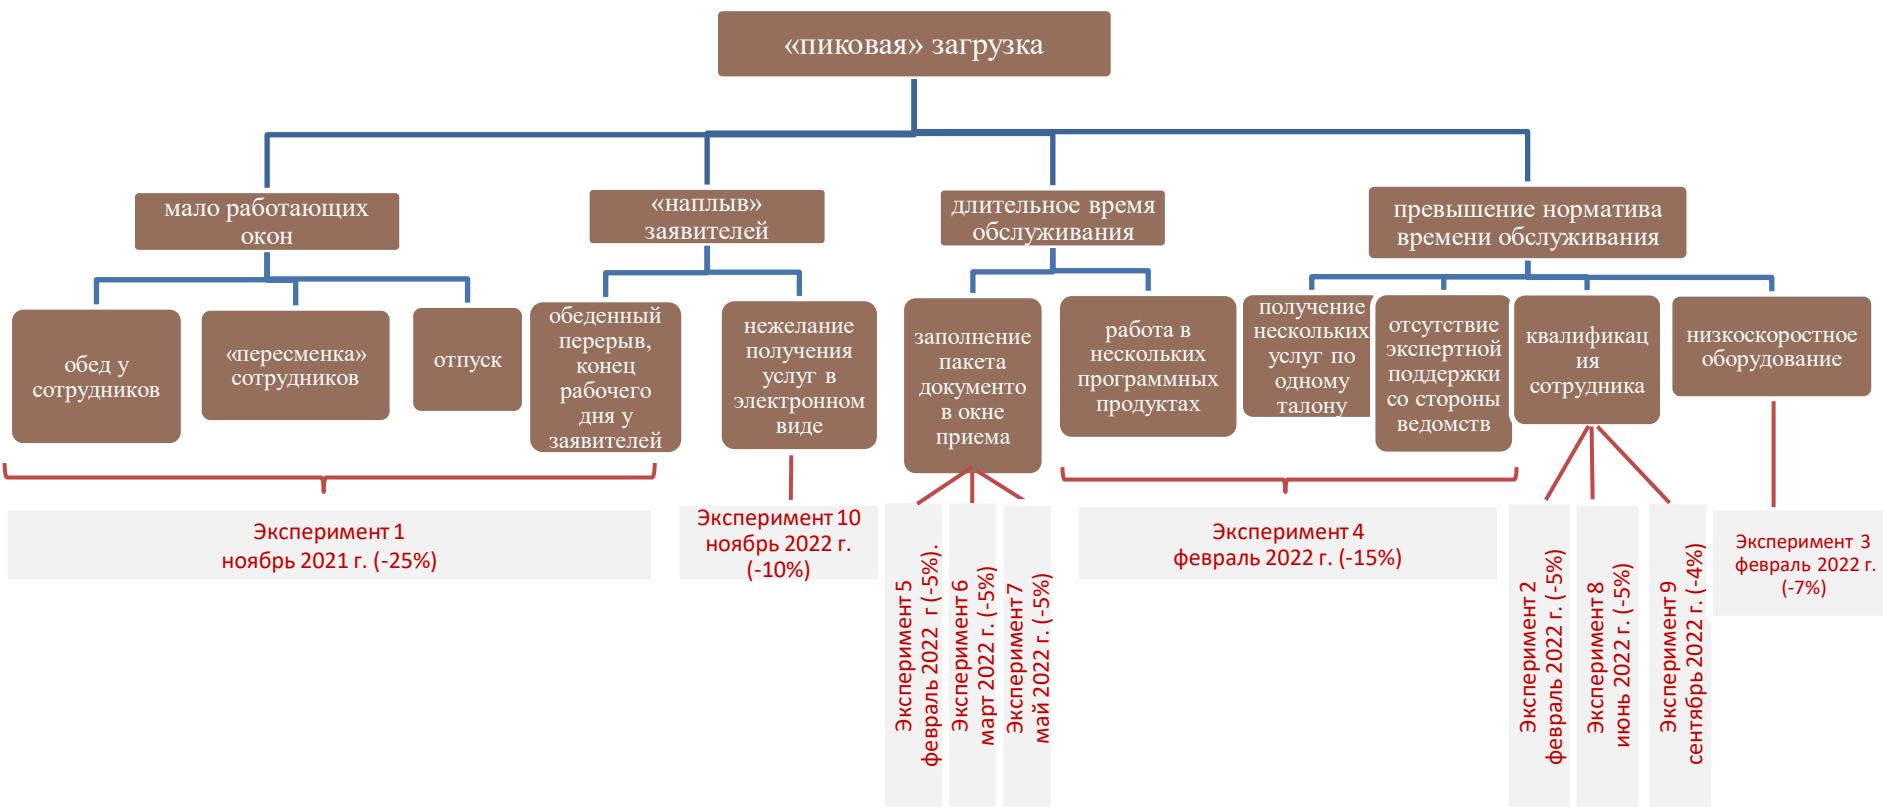 «пиковая» загрузка
мало работающих
окон
«наплыв»
заявителей
длительное время
обслуживания
превышение норматива
времени обслуживания
обед у
сотрудников
«пересменка»
сотрудников
отпуск
обеденный
перерыв,
конец
рабочего
дня у
заявителей
нежелание
получения
услуг в
электронном
виде
заполнение
пакета
документо
в окне
приема
работа в
нескольких
программных
продуктах
получение
нескольких
услуг по
одному
талону
отсутствие
экспертной
поддержки
со стороны
ведомств
квалификац
ия
сотрудника
низкоскоростное
оборудование
Эксперимент 1
ноябрь 2021 г. (-25%)
Эксперимент 10
ноябрь 2022 г.
(-10%)
Эксперимент 5
февраль 2022 г (-5%).
Эксперимент 6
март 2022 г. (-5%)
Эксперимент 7
май 2022 г. (-5%)
Эксперимент 4
февраль 2022 г. (-15%)
Эксперимент 2
февраль 2022 г. (-5%)
Эксперимент 8
июнь 2022 г. (-5%)
Эксперимент 9
сентябрь 2022 г. (-4%)
Эксперимент 3
февраль 2022 г.
(-7%)